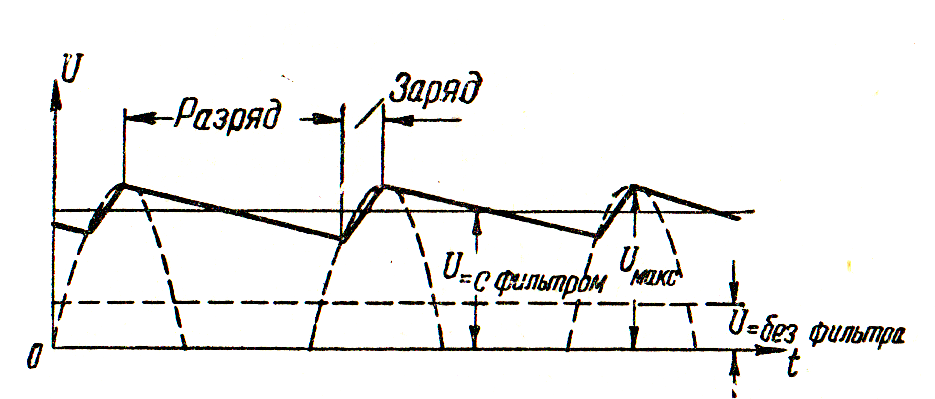 U
Разряд
Заряд
U=с фильтром
Uмакс
U=без фильтра
0
t